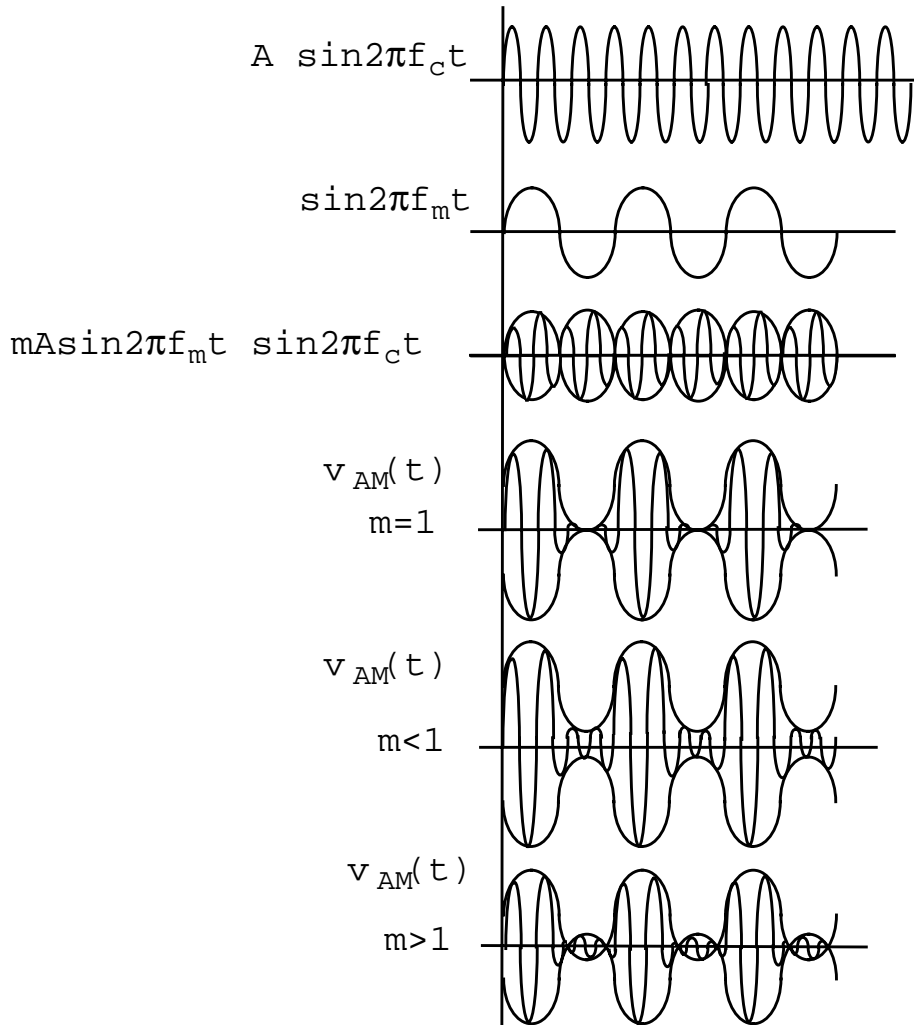 A sin2πf_ct
sin2πf_mt
mAsin2πf_mt sin2πf_ct
v_AM(t)
m=1
v_AM(t)
m<1
v_AM(t)
m>1